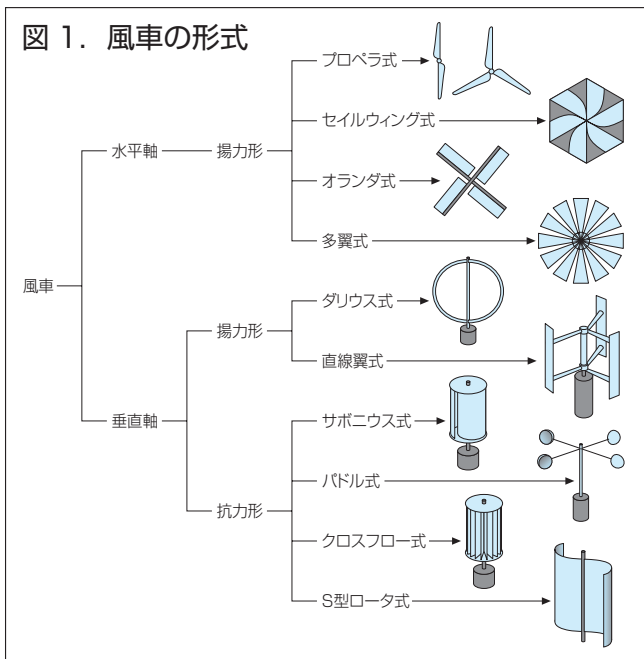 図 1. 風車の形式
プロペラ式
セイルウィング式
水平軸 揚力形
オランダ式
多翼式
風車
ダリウス式
揚力形
直線翼式
垂直軸
サボニウス式
パドル式
抗力形
クロスフロー式
S型ロータ式